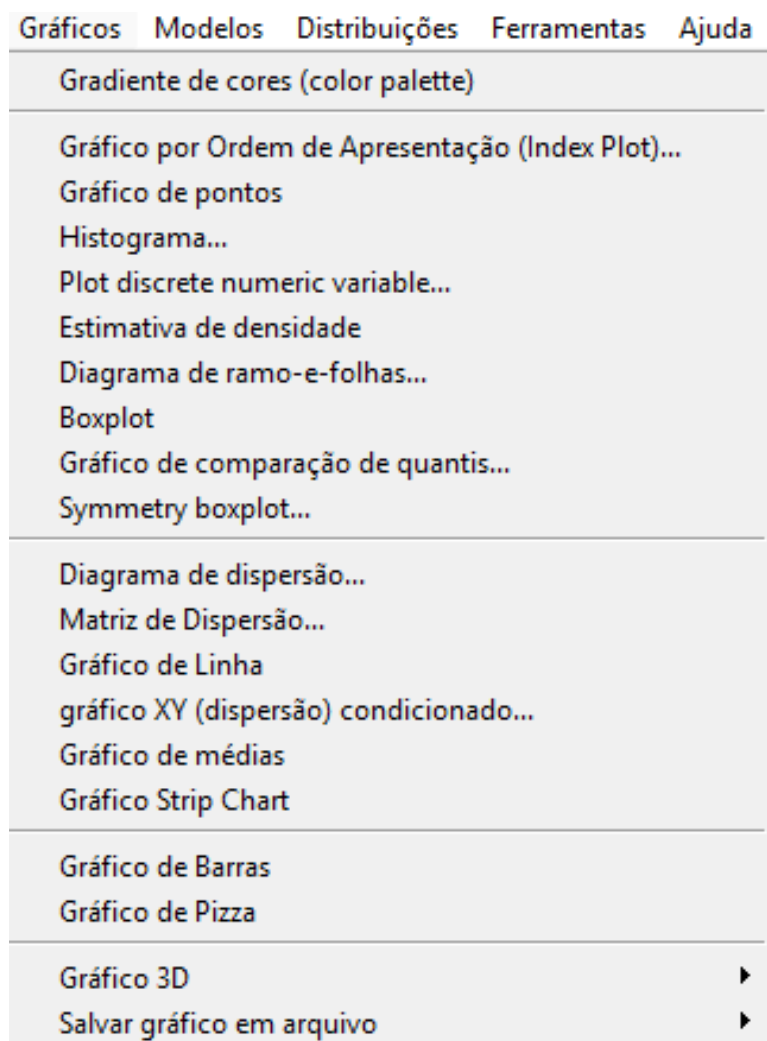 Gráficos Modelos Distribuições Ferramentas Ajuda
Gradiente de cores (color palette)
Gráfico por Ordem de Apresentação (Index Plot)...
Gráfico de pontos
Histograma...
Plot discrete numeric variable...
Estimativa de densidade
Diagrama de ramo-e-folhas...
Boxplot
Gráfico de comparação de quantis...
Symmetry boxplot...
Diagrama de dispersão...
Matriz de Dispersão...
Gráfico de Linha
gráfico XY (dispersão) condicionado...
Gráfico de médias
Gráfico Strip Chart
Gráfico de Barras
Gráfico de Pizza
Gráfico 3D
Salvar gráfico em arquivo